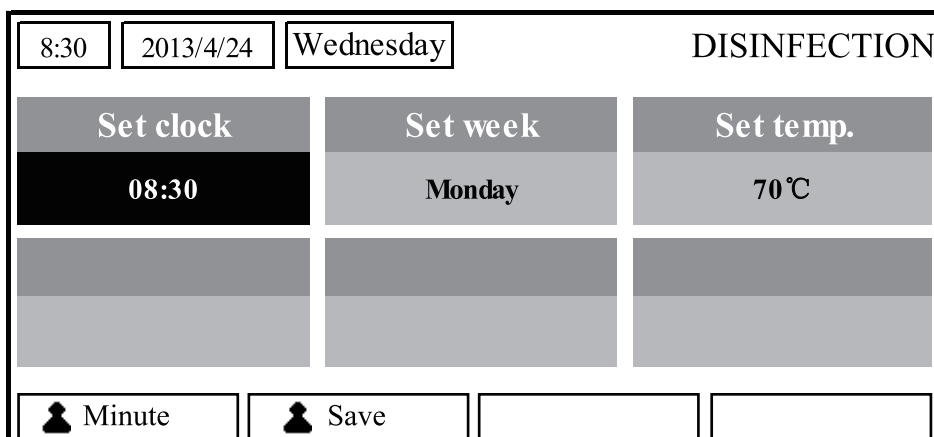 8:30 2013/4/24 Wednesday DISINFECTION
Set clock Set week Set temp.
08:30 Monday 70℃
Minute Save